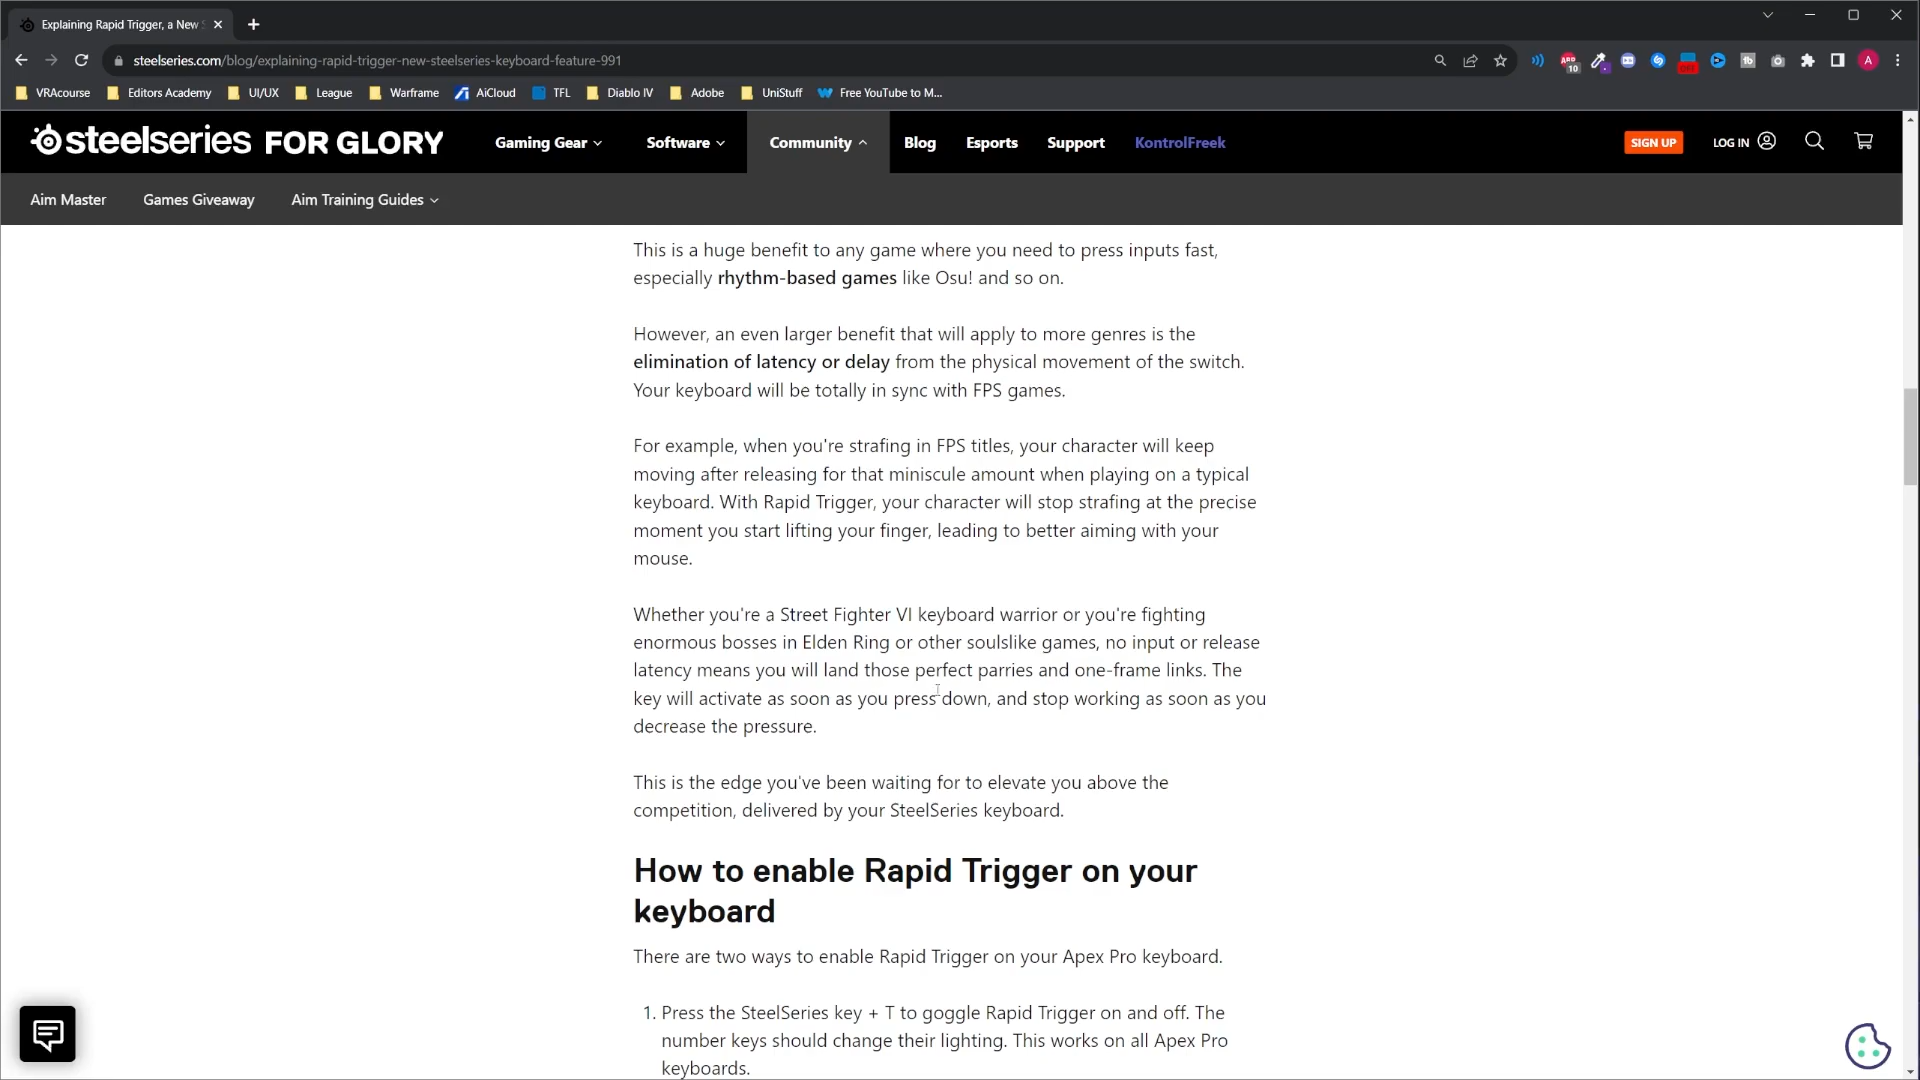 Explaining Rapid Trigger, a New
steelseries.com/blog/explaining-rapid-trigger-new-steelseries-keyboard-feature-991
ABP
10
OFF
tb
A
VRAcourse
Editors Academy
UI/UX
League
Warframe
AiCloud
TFL
Diablo IV
Adobe
UniStuff
Free YouTube to M...
steelseries FOR GLORY
Gaming Gear
Software
Community
Blog
Esports
Support
KontrolFreek
SIGN UP
LOG IN
Aim Master
Games Giveaway
Aim Training Guides
This is a huge benefit to any game where you need to press inputs fast,
especially rhythm-based games like Osu! and so on.
However, an even larger benefit that will apply to more genres is the
elimination of latency or delay from the physical movement of the switch.
Your keyboard will be totally in sync with FPS games.
For example, when you're strafing in FPS titles, your character will keep
moving after releasing for that miniscule amount when playing on a typical
keyboard. With Rapid Trigger, your character will stop strafing at the precise
moment you start lifting your finger, leading to better aiming with your
mouse.
Whether you're a Street Fighter VI keyboard warrior or you're fighting
enormous bosses in Elden Ring or other soulslike games, no input or release
latency means you will land those perfect parries and one-frame links. The
key will activate as soon as you press down, and stop working as soon as you
decrease the pressure.
This is the edge you've been waiting for to elevate you above the
competition, delivered by your SteelSeries keyboard.
How to enable Rapid Trigger on your
keyboard
There are two ways to enable Rapid Trigger on your Apex Pro keyboard.
1. Press the SteelSeries key + T to goggle Rapid Trigger on and off. The
number keys should change their lighting. This works on all Apex Pro
keyboards.